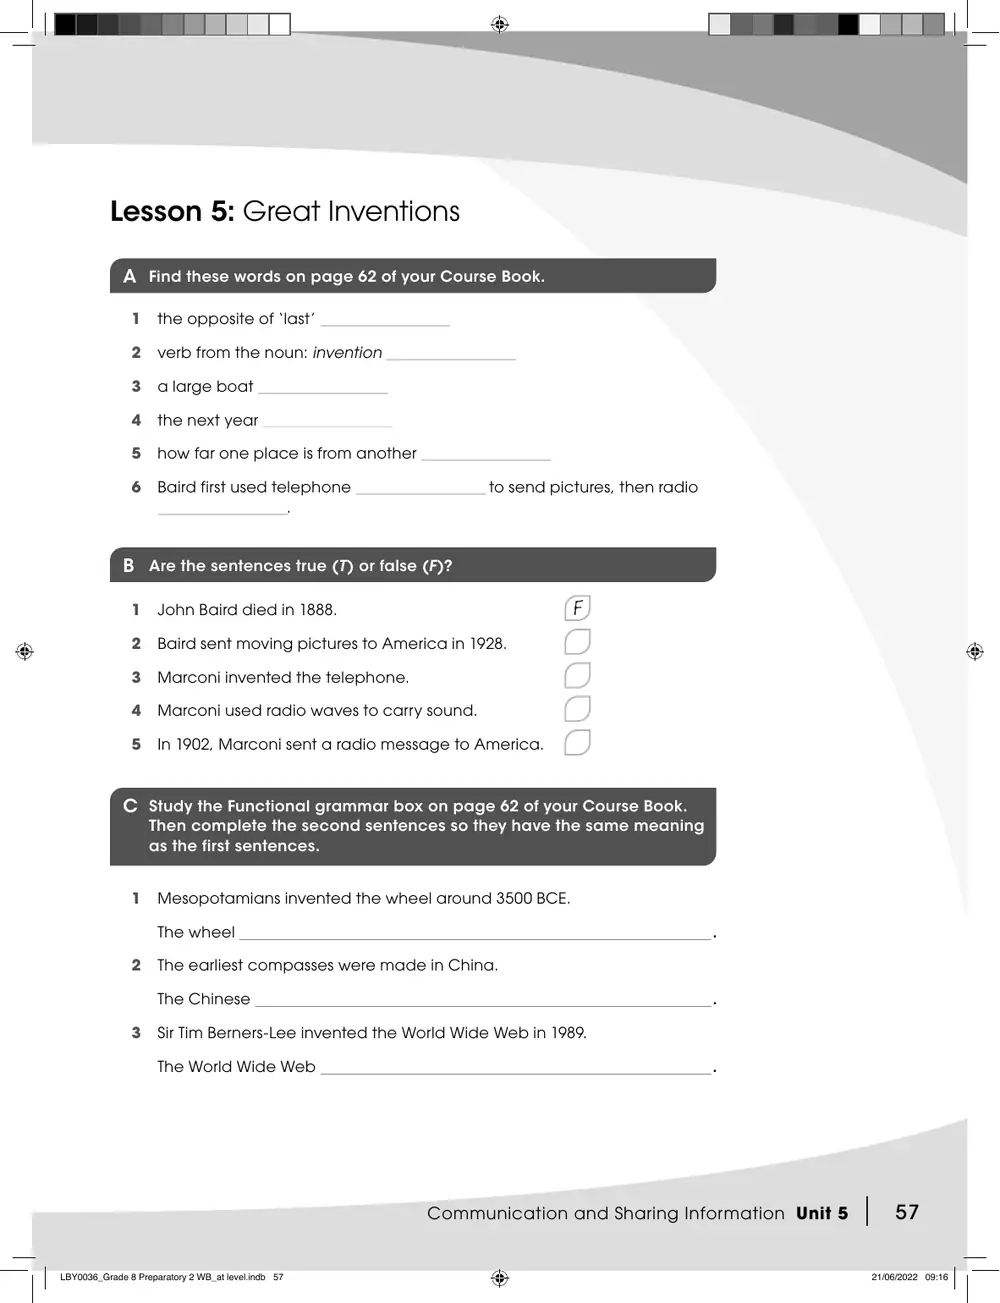 Lesson 5: Great Inventions
A Find these words on page 62 of your Course Book.
1 the opposite of ‘last’
2 verb from the noun: invention
3 a large boat
4 the next year
5 how far one place is from another
6 Baird first used telephone to send pictures, then radio
.
B Are the sentences true (T) or false (F)?
1 John Baird died in 1888. F
2 Baird sent moving pictures to America in 1928.
3 Marconi invented the telephone.
4 Marconi used radio waves to carry sound.
5 In 1902, Marconi sent a radio message to America.
C Study the Functional grammar box on page 62 of your Course Book.
Then complete the second sentences so they have the same meaning
as the first sentences.
1 Mesopotamians invented the wheel around 3500 BCE.
The wheel .
2 The earliest compasses were made in China.
The Chinese .
3 Sir Tim Berners-Lee invented the World Wide Web in 1989.
The World Wide Web .
Communication and Sharing Information Unit 5 57
LBY0036_Grade 8 Preparatory 2 WB_at level.indb 57 21/06/2022 09:16